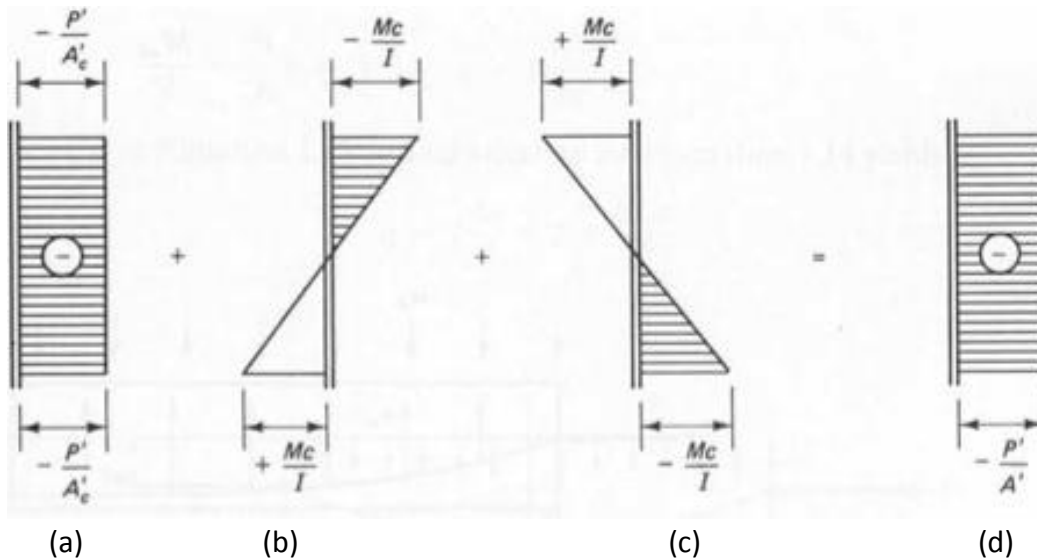 - P'/A'c
- Mc/I
+ Mc/I
-
+
+
=
-
- P'/A'c
+ Mc/I
- Mc/I
- P'/A'
(a)
(b)
(c)
(d)